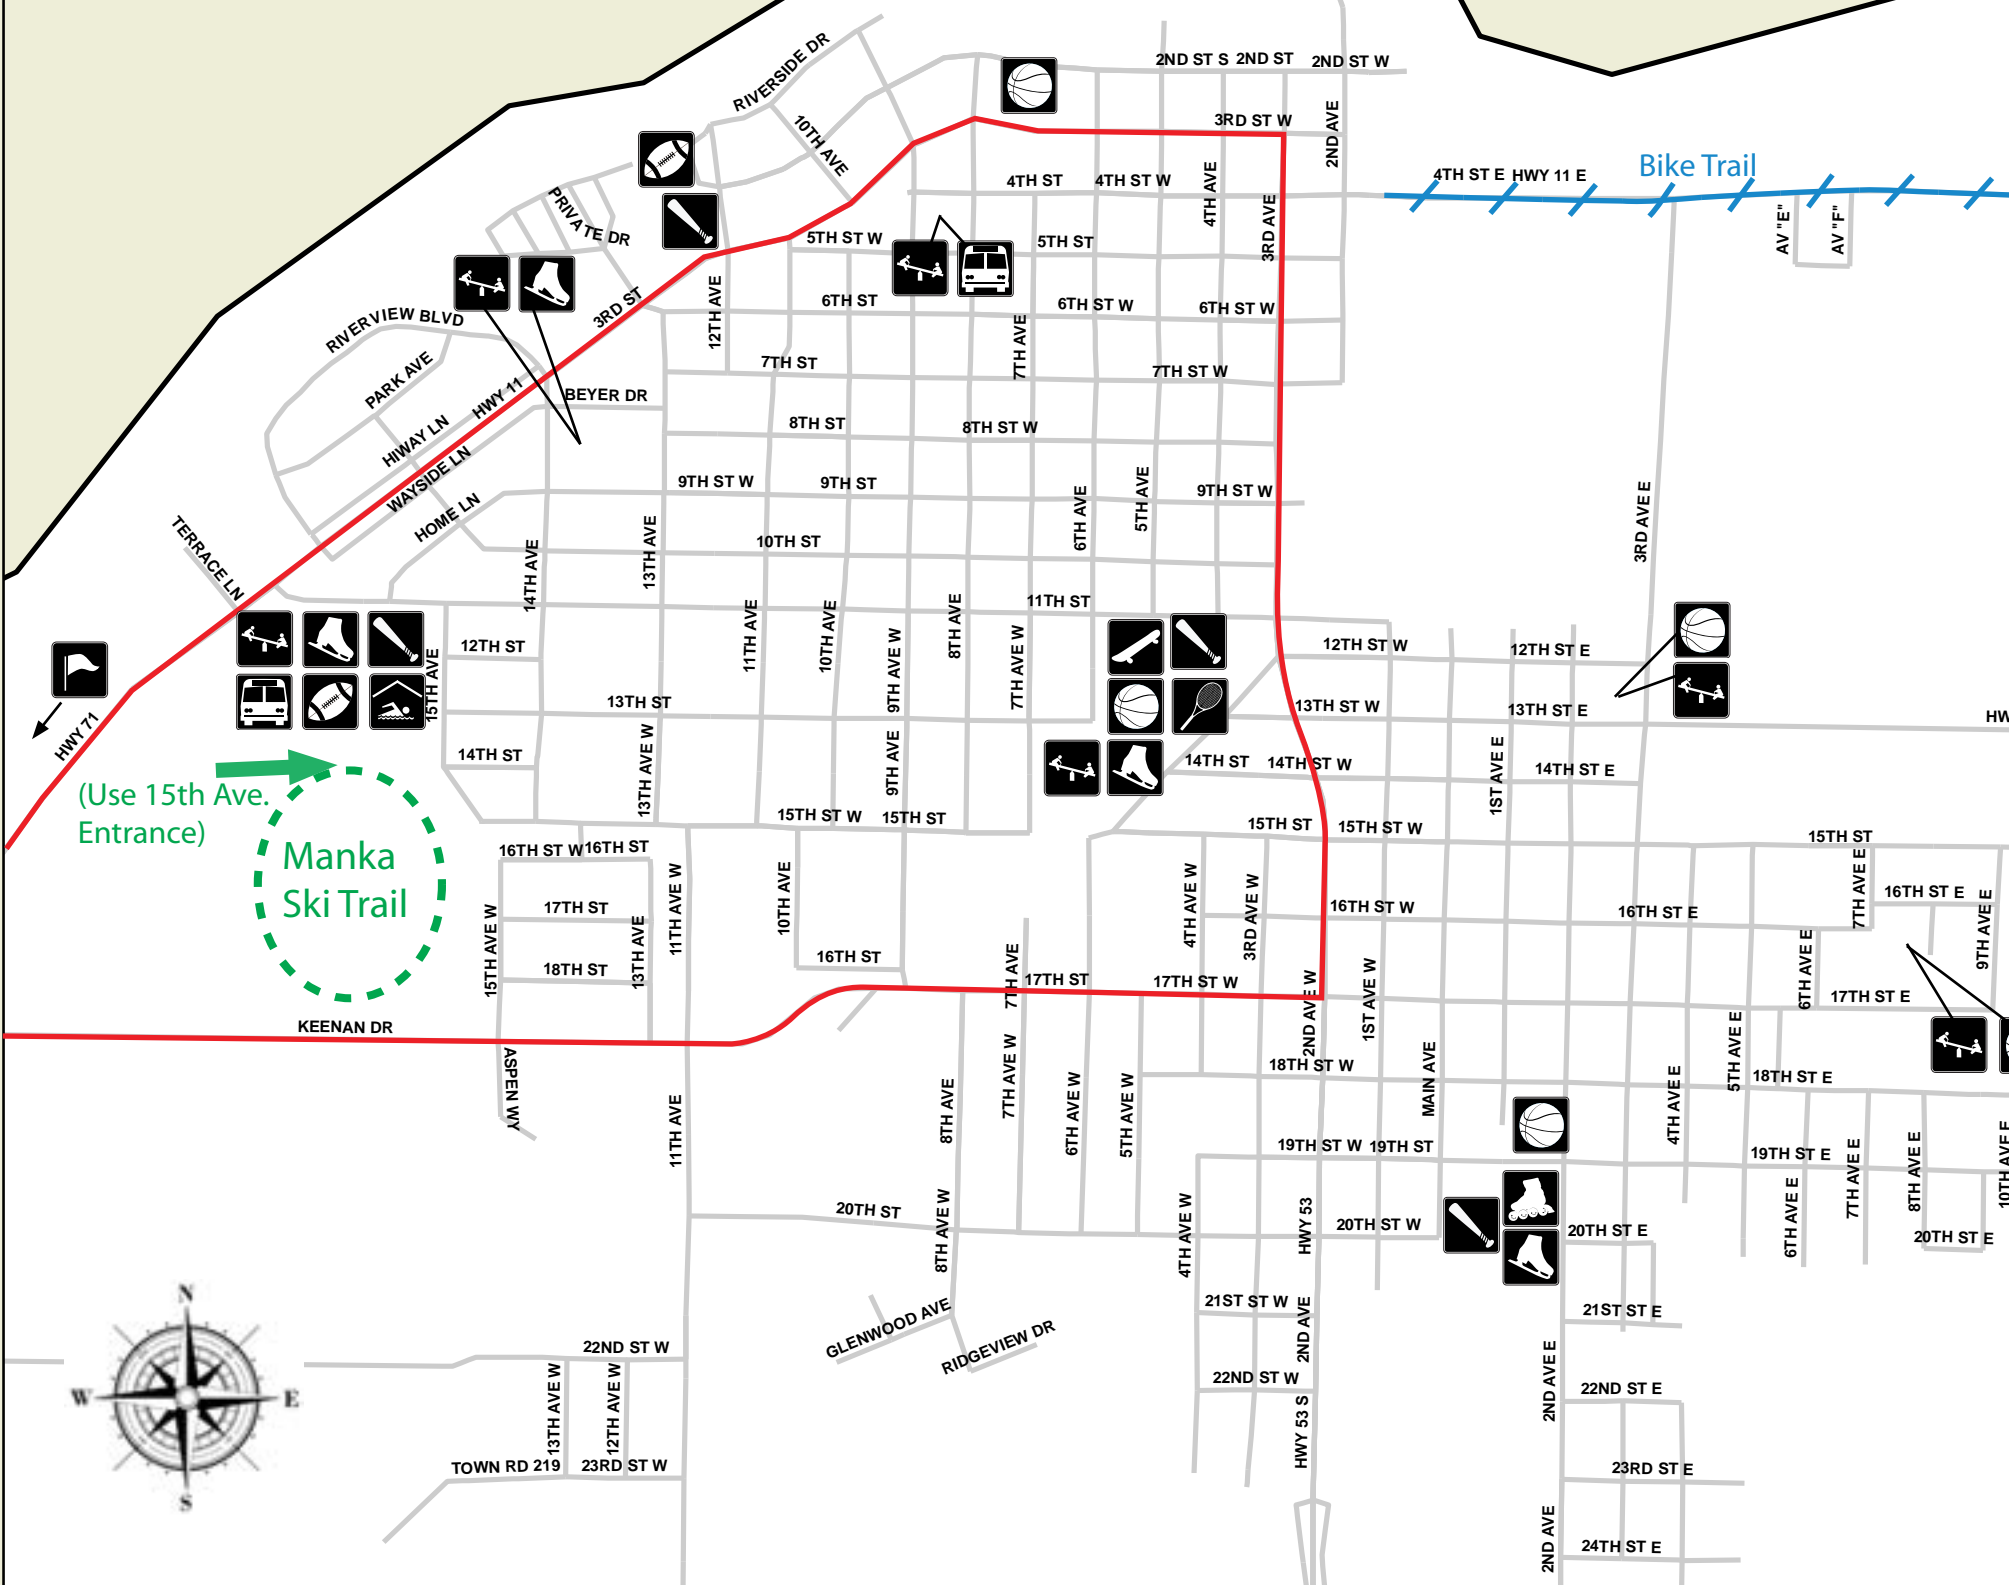 RIVERSIDE DR
2ND ST S
2ND ST
2ND ST W
10TH AVE
3RD ST W
2ND AVE
Bike Trail
4TH ST E
HWY 11 E
4TH ST
4TH ST W
4TH AVE
3RD AVE
PRIVATE DR
5TH ST W
5TH ST
AV "E"
AV "F"
RIVERVIEW BLVD
3RD ST
12TH AVE
6TH ST
6TH ST W
6TH ST W
7TH AVE
PARK AVE
HWY 11
7TH ST
7TH ST W
BEYER DR
HIWAY LN
8TH ST
8TH ST W
WAYSIDE LN
HOME LN
9TH ST W
9TH ST
9TH ST W
6TH AVE
5TH AVE
3RD AVE E
TERRACE LN
14TH AVE
13TH AVE
10TH ST
11TH ST
11TH AVE
10TH AVE
9TH AVE W
8TH AVE
7TH AVE W
12TH ST
12TH ST W
12TH ST E
15TH AVE
13TH ST
13TH ST W
13TH ST E
HW
HWY 71
14TH ST
13TH AVE W
9TH AVE
14TH ST
14TH ST W
14TH ST E
1ST AVE E
(Use 15th Ave.
Entrance)
Manka
Ski Trail
15TH ST W
15TH ST
15TH ST
15TH ST W
15TH ST
16TH ST W
16TH ST
17TH ST
18TH ST
15TH AVE W
13TH AVE
11TH AVE W
10TH AVE
16TH ST
4TH AVE W
3RD AVE W
16TH ST W
16TH ST E
7TH AVE E
16TH ST E
9TH AVE E
6TH AVE E
7TH AVE
17TH ST
17TH ST W
2ND AVE W
1ST AVE W
17TH ST E
KEENAN DR
ASPEN WY
11TH AVE
8TH AVE
7TH AVE W
6TH AVE W
5TH AVE W
18TH ST W
MAIN AVE
5TH AVE E
18TH ST E
4TH AVE E
19TH ST W
19TH ST
19TH ST E
7TH AVE E
8TH AVE E
10TH AVE E
6TH AVE E
20TH ST
8TH AVE W
4TH AVE W
HWY 53
20TH ST W
20TH ST E
20TH ST E
GLENWOOD AVE
RIDGEVIEW DR
21ST ST W
2ND AVE
21ST ST E
22ND ST W
22ND ST W
2ND AVE E
22ND ST E
N
W
E
S
13TH AVE W
12TH AVE W
HWY 53 S
TOWN RD 219
23RD ST W
23RD ST E
2ND AVE
24TH ST E